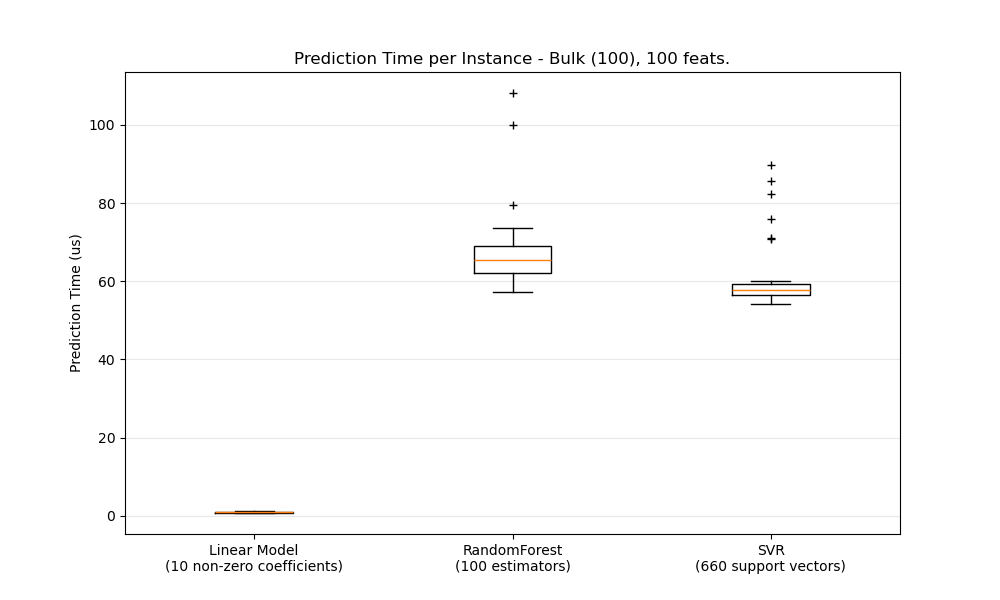 Prediction Time per Instance - Bulk (100), 100 feats.
Prediction Time (us)
100
80
60
40
20
0
Linear Model
(10 non-zero coefficients)
RandomForest
(100 estimators)
SVR
(660 support vectors)